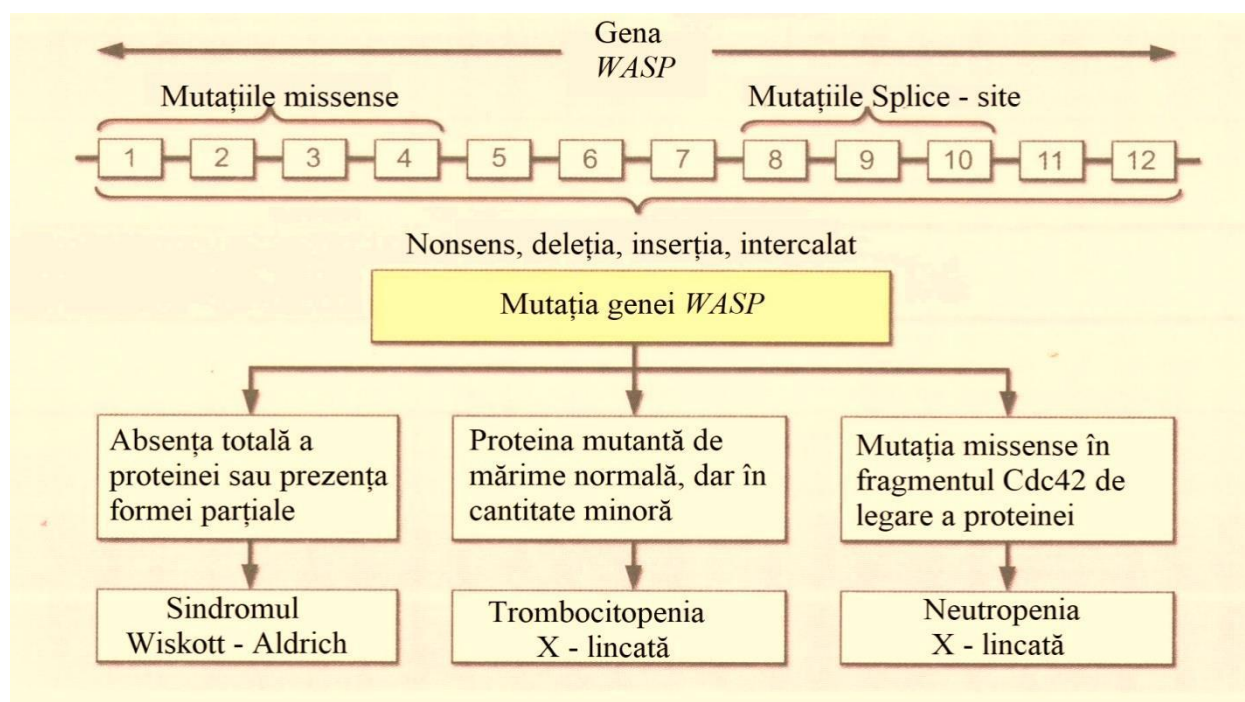 Gena
WASP
Mutațiile missense
Mutațiile Splice - site
1 2 3 4 5 6 7 8 9 10 11 12
Nonsens, deleția, inserția, intercalat
Mutația genei WASP
Absența totală a
proteinei sau prezența
formei parțiale
Proteina mutantă de
mărime normală, dar în
cantitate minoră
Mutația missense în
fragmentul Cdc42 de
legare a proteinei
Sindromul
Wiskott - Aldrich
Trombocitopenia
X - lincată
Neutropenia
X - lincată